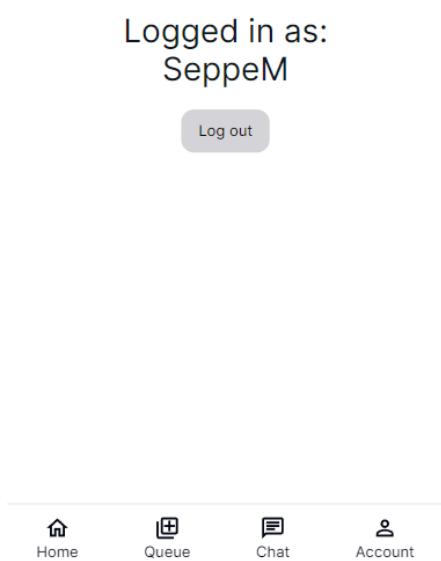 Logged in as:
SeppeM
Log out
Home
Queue
Chat
Account